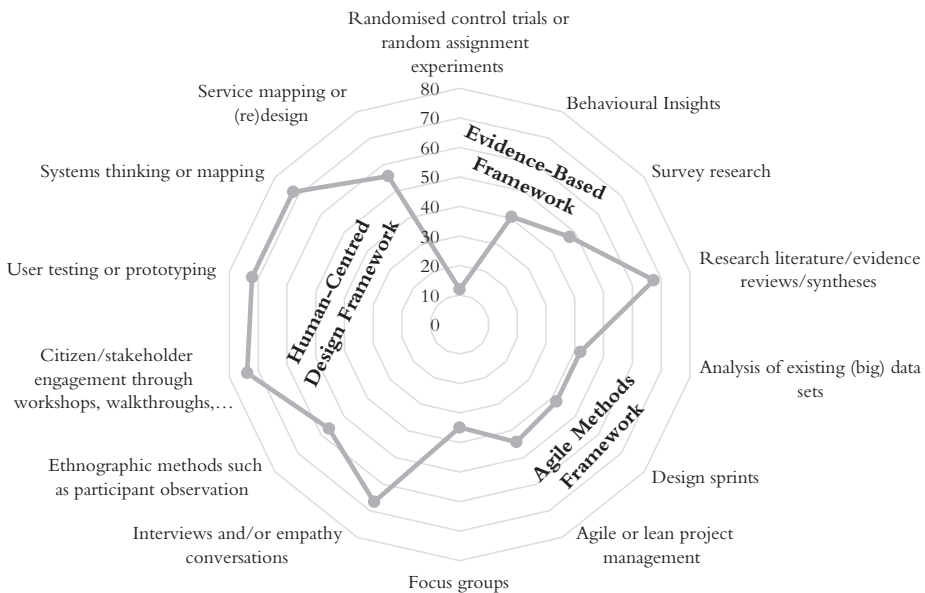 Randomised control trials or
random assignment
experiments
Behavioural Insights
Survey research
Research literature/evidence
reviews/syntheses
Analysis of existing (big) data
sets
Design sprints
Agile or lean project
management
Focus groups
Interviews and/or empathy
conversations
Ethnographic methods such
as participant observation
Citizen/stakeholder
engagement through
workshops, walkthroughs,…
User testing or prototyping
Systems thinking or mapping
Service mapping or
(re)design
80
70
60
50
40
30
20
10
0
Evidence-Based
Framework
Human-Centred
Design Framework
Agile Methods
Framework